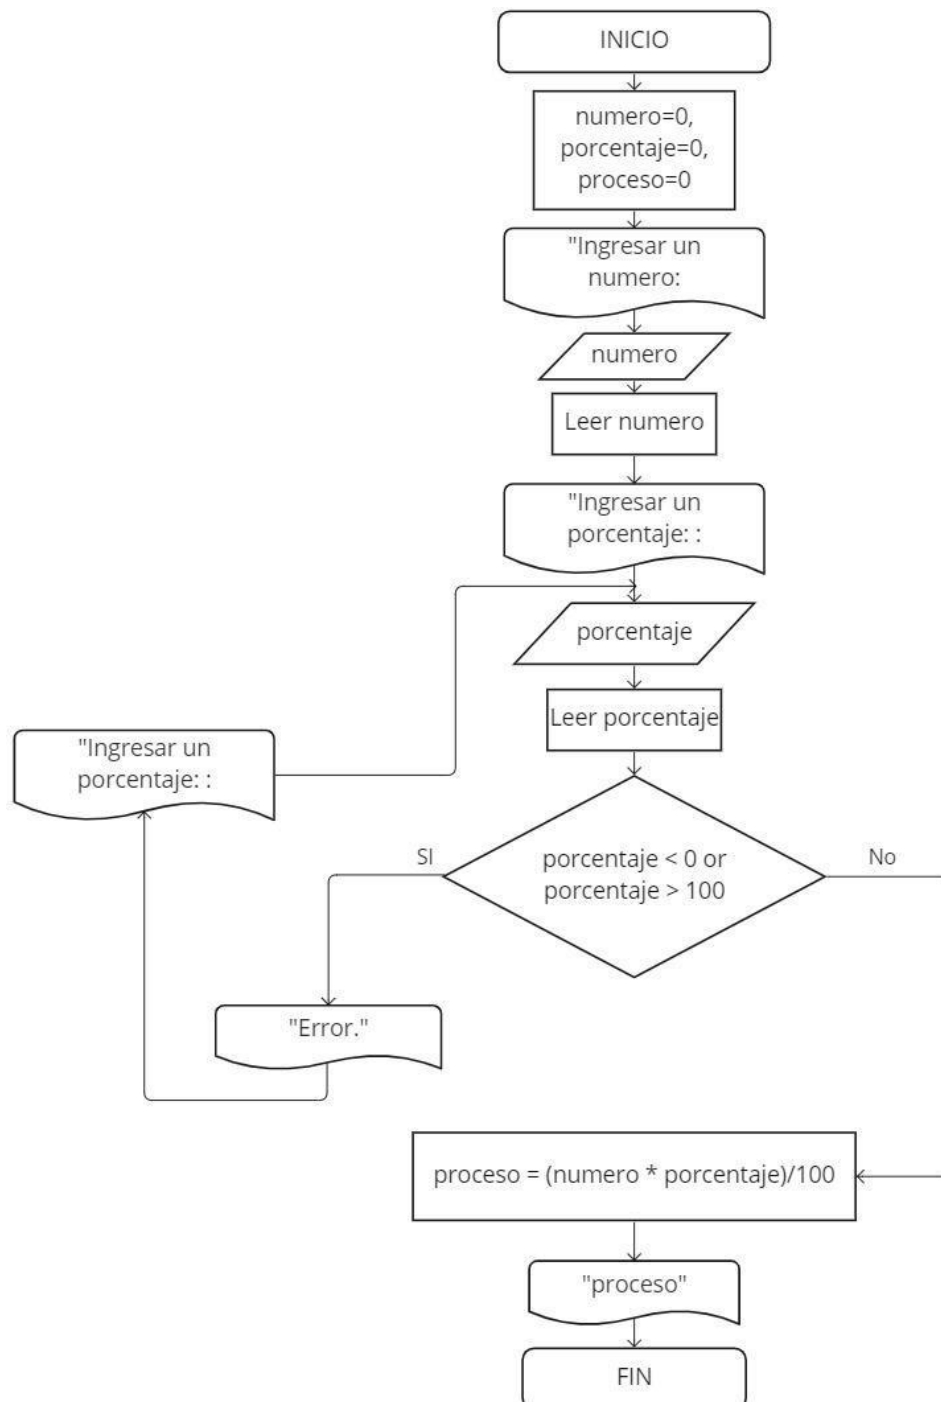 INICIO
numero=0,
porcentaje=0,
proceso=0
"Ingresar un
numero:
numero
Leer numero
"Ingresar un
porcentaje: :
porcentaje
Leer porcentaje
"Ingresar un
porcentaje: :
SI
porcentaje < 0 or
porcentaje > 100
No
"Error."
proceso = (numero * porcentaje)/100
"proceso"
FIN